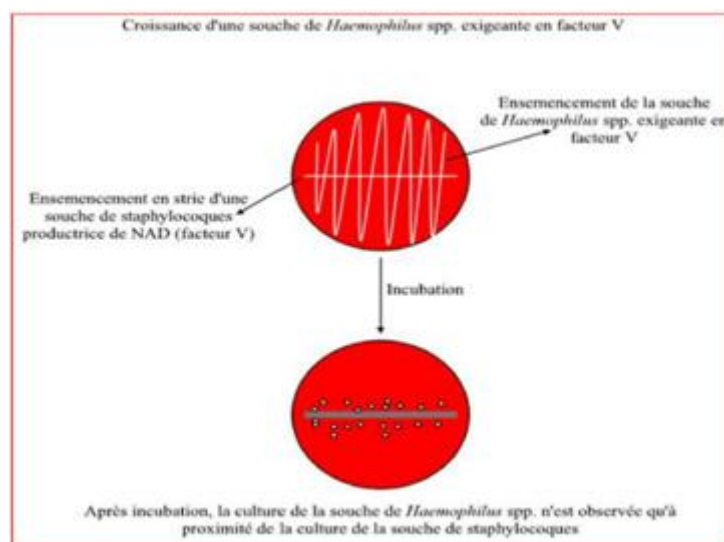 Croissance d'une souche de Haemophilus spp. exigeante en facteur V
Ensemencement de la souche
de Haemophilus spp. exigeante en
facteur V
Ensemencement en strie d'une
souche de staphylocoques
productrice de NAD (facteur V)
Incubation
Après incubation, la culture de la souche de Haemophilus spp. n'est observée qu'à
proximité de la culture de la souche de staphylocoques